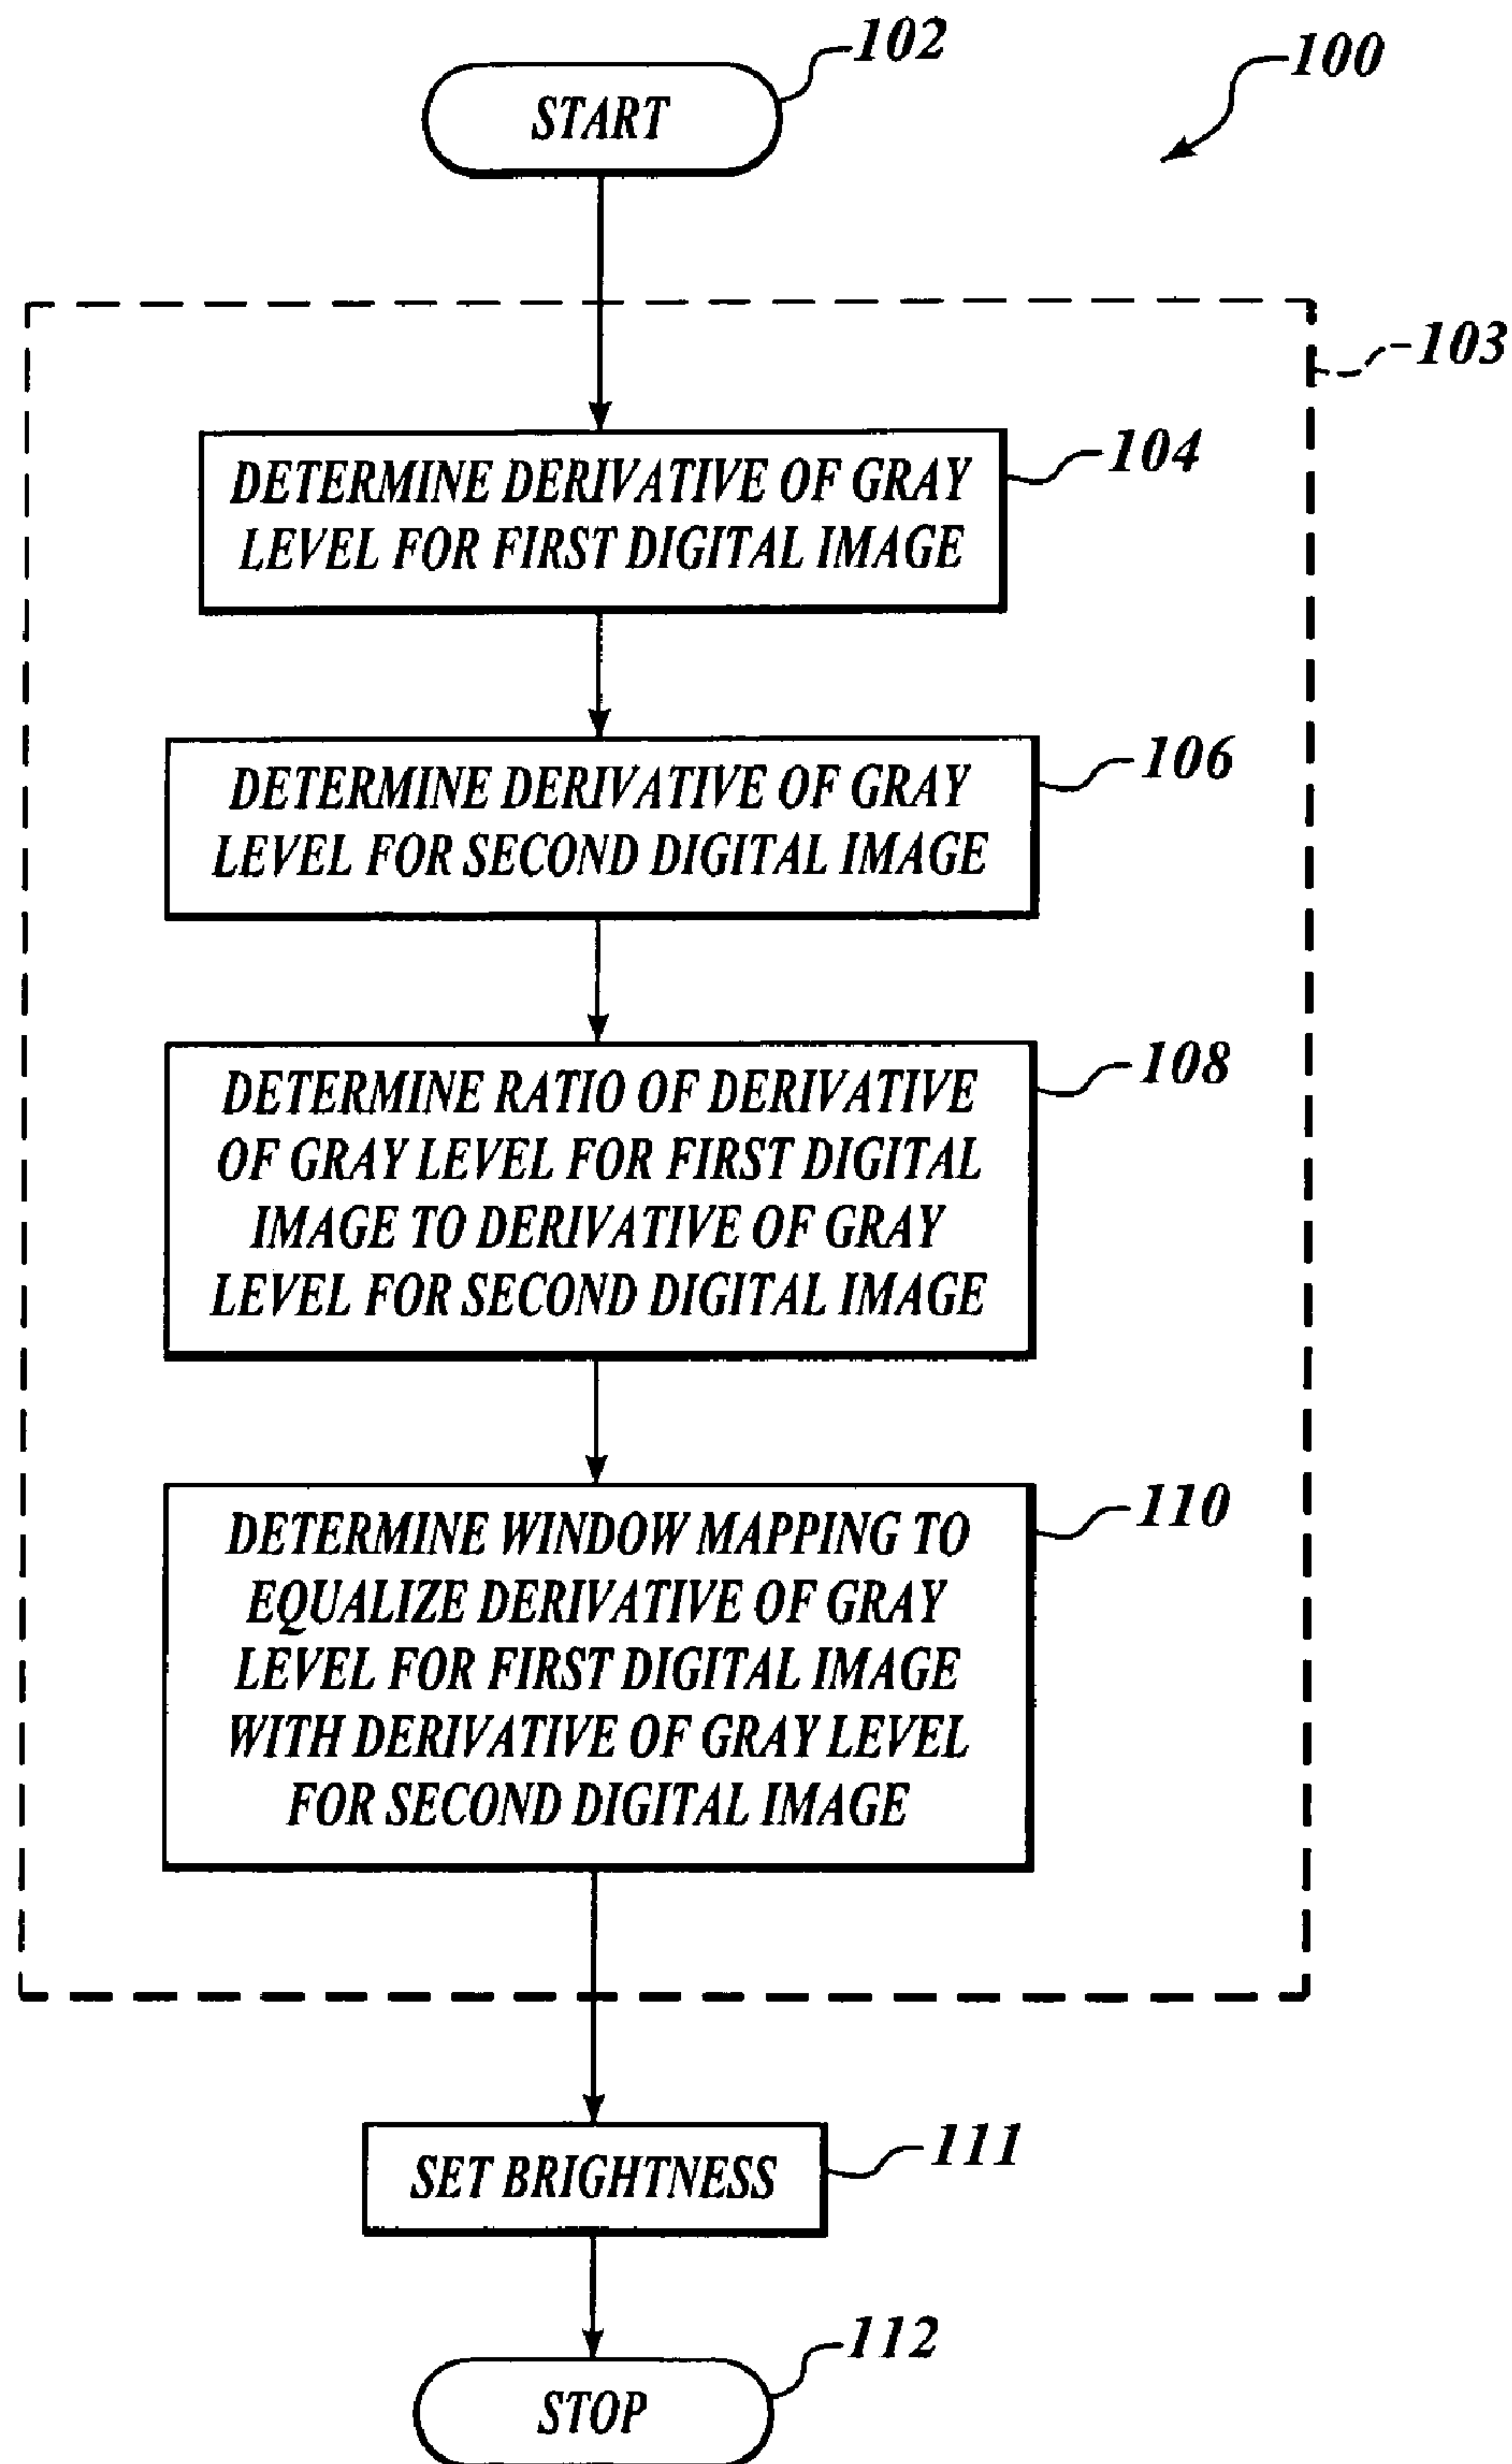 102
START
100
103
104
DETERMINE DERIVATIVE OF GRAY
LEVEL FOR FIRST DIGITAL IMAGE
106
DETERMINE DERIVATIVE OF GRAY
LEVEL FOR SECOND DIGITAL IMAGE
108
DETERMINE RATIO OF DERIVATIVE
OF GRAY LEVEL FOR FIRST DIGITAL
IMAGE TO DERIVATIVE OF GRAY
LEVEL FOR SECOND DIGITAL IMAGE
110
DETERMINE WINDOW MAPPING TO
EQUALIZE DERIVATIVE OF GRAY
LEVEL FOR FIRST DIGITAL IMAGE
WITH DERIVATIVE OF GRAY LEVEL
FOR SECOND DIGITAL IMAGE
111
SET BRIGHTNESS
112
STOP